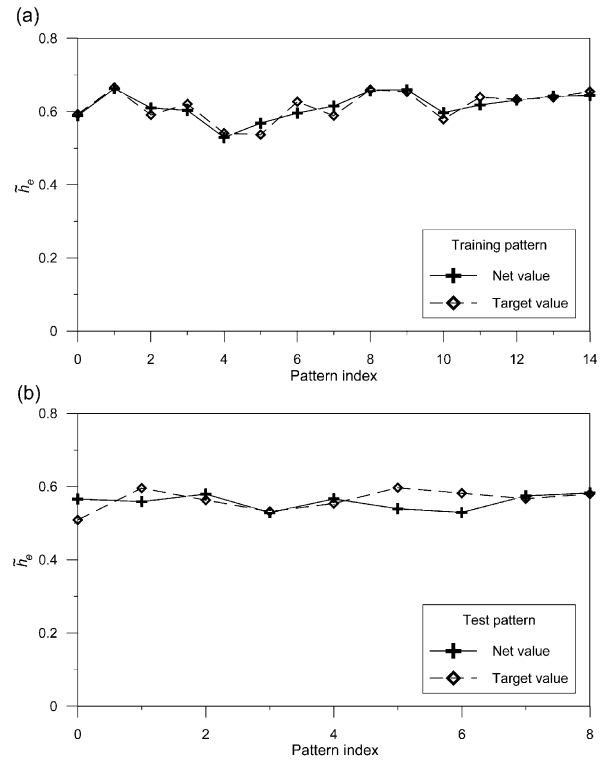 (a)
0.8
0.6
0.4
0.2
0
h̃e
Training pattern
Net value
Target value
0 2 4 6 8 10 12 14
Pattern index
(b)
0.8
0.6
0.4
0.2
0
h̃e
Test pattern
Net value
Target value
0 2 4 6 8
Pattern index